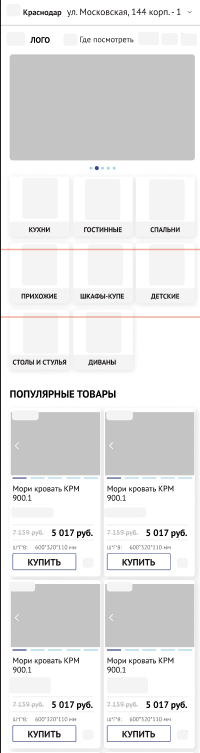 Краснодар ул. Московская, 144 корп. - 1
ЛОГО Где посмотреть
КУХНИ ГОСТИННЫЕ СПАЛЬНИ
ПРИХОЖИЕ ШКАФЫ-КУПЕ ДЕТСКИЕ
СТОЛЫ И СТУЛЬЯ ДИВАНЫ
ПОПУЛЯРНЫЕ ТОВАРЫ
Мори кровать КРМ Мори кровать КРМ
900.1 900.1
7 159 руб. 5 017 руб. 7 159 руб. 5 017 руб.
Ш*Г*В: 600*320*110 мм Ш*Г*В: 600*320*110 мм
КУПИТЬ КУПИТЬ
Мори кровать КРМ Мори кровать КРМ
900.1 900.1
7 159 руб. 5 017 руб. 7 159 руб. 5 017 руб.
Ш*Г*В: 600*320*110 мм Ш*Г*В: 600*320*110 мм
КУПИТЬ КУПИТЬ